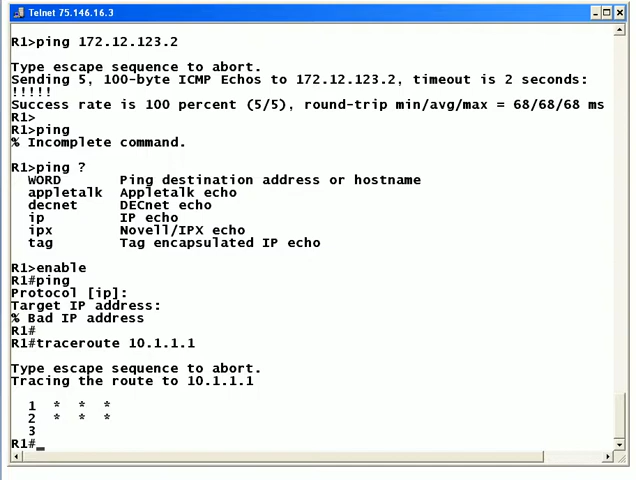 Telnet 75.146.16.3
R1>ping 172.12.123.2
Type escape sequence to abort.
Sending 5, 100-byte ICMP Echos to 172.12.123.2, timeout is 2 seconds:
!!!!!
Success rate is 100 percent (5/5), round-trip min/avg/max = 68/68/68 ms
R1>
R1>ping
% Incomplete command.
R1>ping ?
WORD Ping destination address or hostname
appletalk Appletalk echo
decnet DECnet echo
ip IP echo
ipx Novell/IPX echo
tag Tag encapsulated IP echo
R1>enable
R1#ping
Protocol [ip]:
Target IP address:
% Bad IP address
R1#
R1#traceroute 10.1.1.1
Type escape sequence to abort.
Tracing the route to 10.1.1.1
1 * * *
2 * * *
3
R1#_